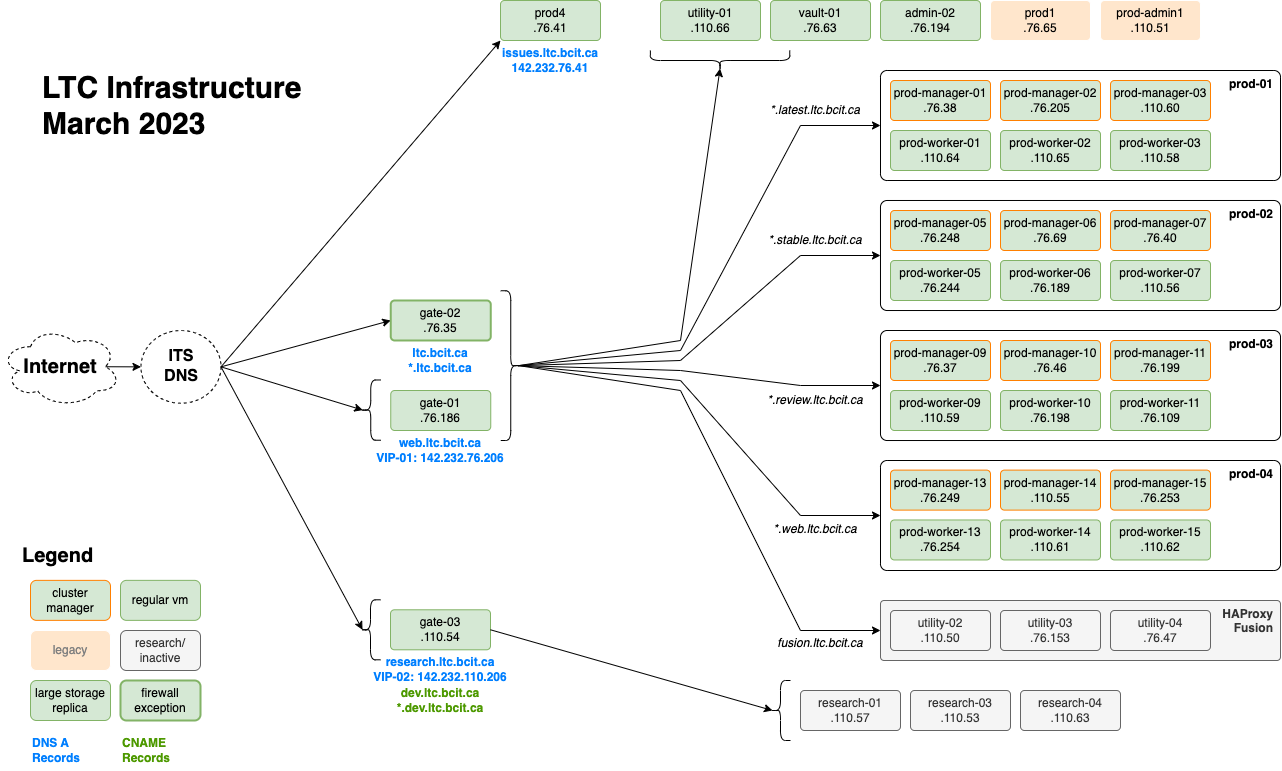 LTC Infrastructure
March 2023
prod4
.76.41
issues.ltc.bcit.ca
142.232.76.41
utility-01
.110.66
vault-01
.76.63
admin-02
.76.194
prod1
.76.65
prod-admin1
.110.51
*.latest.ltc.bcit.ca
prod-01
prod-manager-01
.76.38
prod-manager-02
.76.205
prod-manager-03
.110.60
prod-worker-01
.110.64
prod-worker-02
.110.65
prod-worker-03
.110.58
*.stable.ltc.bcit.ca
prod-02
prod-manager-05
.76.248
prod-manager-06
.76.69
prod-manager-07
.76.40
prod-worker-05
.76.244
prod-worker-06
.76.189
prod-worker-07
.110.56
Internet
ITS
DNS
gate-02
.76.35
ltc.bcit.ca
*.ltc.bcit.ca
gate-01
.76.186
web.ltc.bcit.ca
VIP-01: 142.232.76.206
*.review.ltc.bcit.ca
prod-03
prod-manager-09
.76.37
prod-manager-10
.76.46
prod-manager-11
.76.199
prod-worker-09
.110.59
prod-worker-10
.76.198
prod-worker-11
.76.109
*.web.ltc.bcit.ca
prod-04
prod-manager-13
.76.249
prod-manager-14
.110.55
prod-manager-15
.76.253
prod-worker-13
.76.254
prod-worker-14
.110.61
prod-worker-15
.110.62
fusion.ltc.bcit.ca
HAProxy
Fusion
utility-02
.110.50
utility-03
.76.153
utility-04
.76.47
gate-03
.110.54
research.ltc.bcit.ca
VIP-02: 142.232.110.206
dev.ltc.bcit.ca
*.dev.ltc.bcit.ca
research-01
.110.57
research-03
.110.53
research-04
.110.63
Legend
cluster
manager
regular vm
legacy
research/
inactive
large storage
replica
firewall
exception
DNS A
Records
CNAME
Records